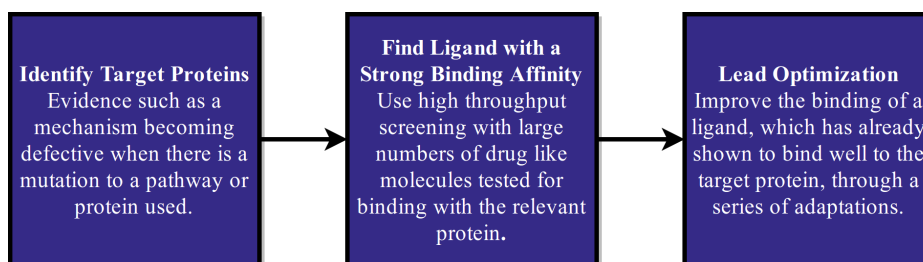 Identify Target Proteins
Evidence such as a
mechanism becoming
defective when there is a
mutation to a pathway or
protein used.
Find Ligand with a
Strong Binding Affinity
Use high throughput
screening with large
numbers of drug like
molecules tested for
binding with the relevant
protein.
Lead Optimization
Improve the binding of a
ligand, which has already
shown to bind well to the
target protein, through a
series of adaptations.